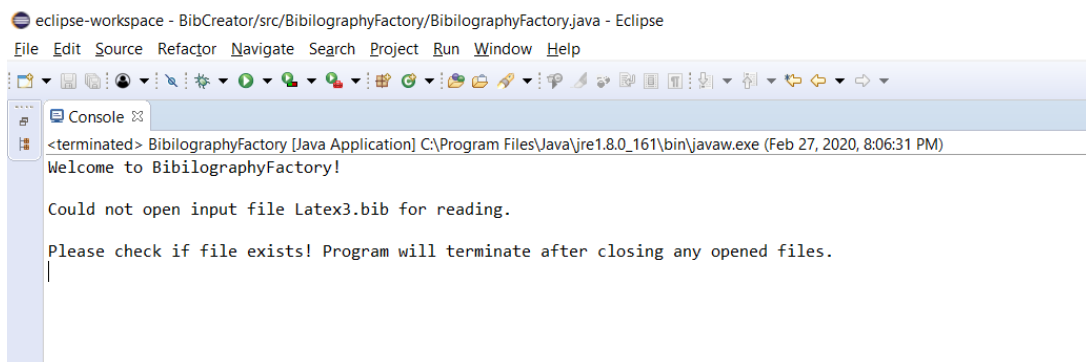 eclipse-workspace - BibCreator/src/BibilographyFactory/BibilographyFactory.java - Eclipse
File Edit Source Refactor Navigate Search Project Run Window Help
Console
<terminated> BibilographyFactory [Java Application] C:\Program Files\Java\jre1.8.0_161\bin\javaw.exe (Feb 27, 2020, 8:06:31 PM)
Welcome to BibilographyFactory!
Could not open input file Latex3.bib for reading.
Please check if file exists! Program will terminate after closing any opened files.